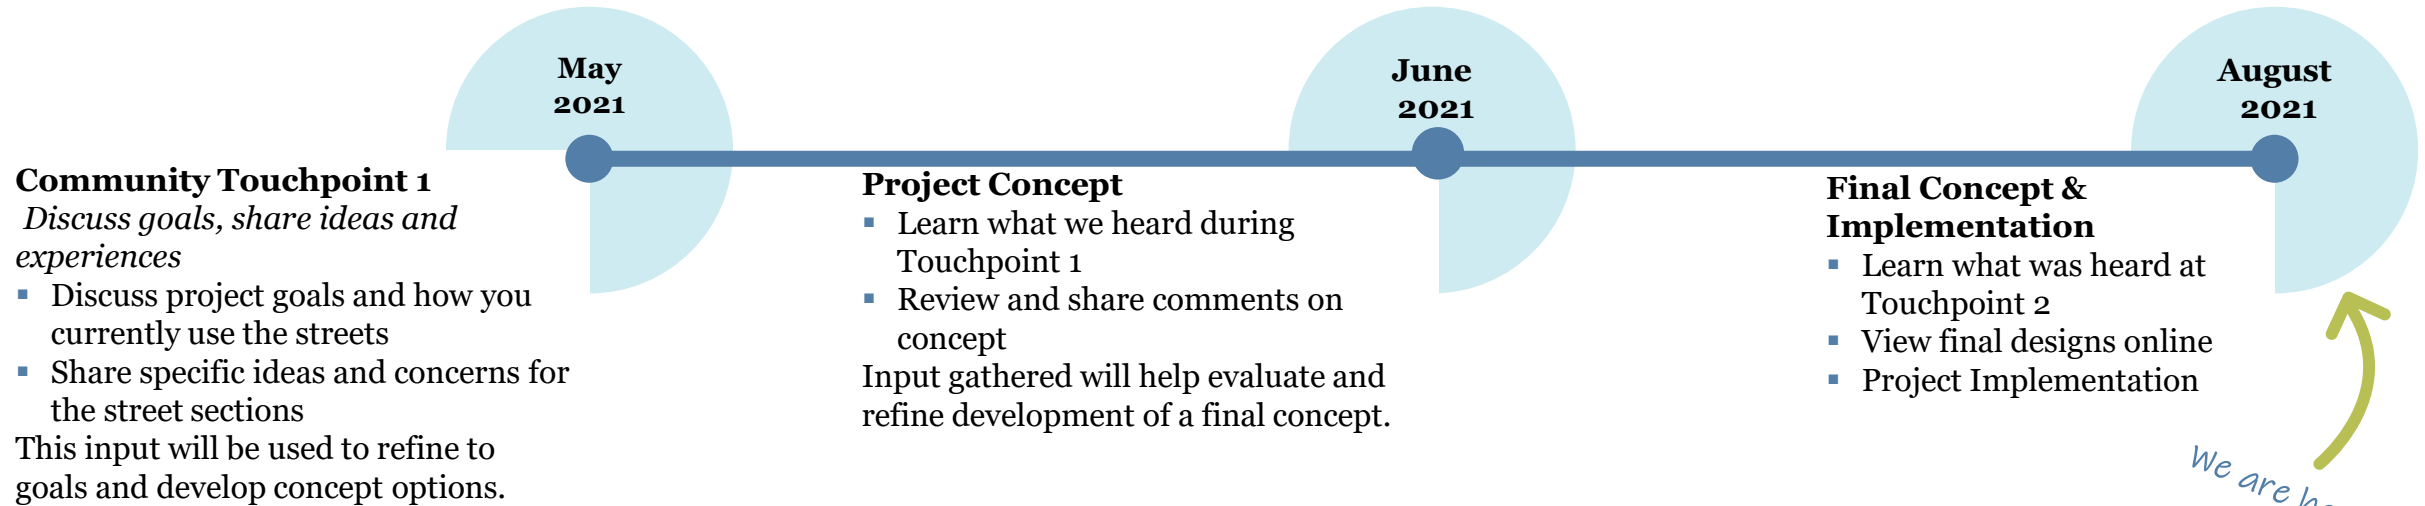 May
2021
June
2021
August
2021
Community Touchpoint 1
Discuss goals, share ideas and
experiences
▪ Discuss project goals and how you
currently use the streets
▪ Share specific ideas and concerns for
the street sections
This input will be used to refine to
goals and develop concept options.
Project Concept
▪ Learn what we heard during
Touchpoint 1
▪ Review and share comments on
concept
Input gathered will help evaluate and
refine development of a final concept.
Final Concept &
Implementation
▪ Learn what was heard at
Touchpoint 2
▪ View final designs online
▪ Project Implementation
We are